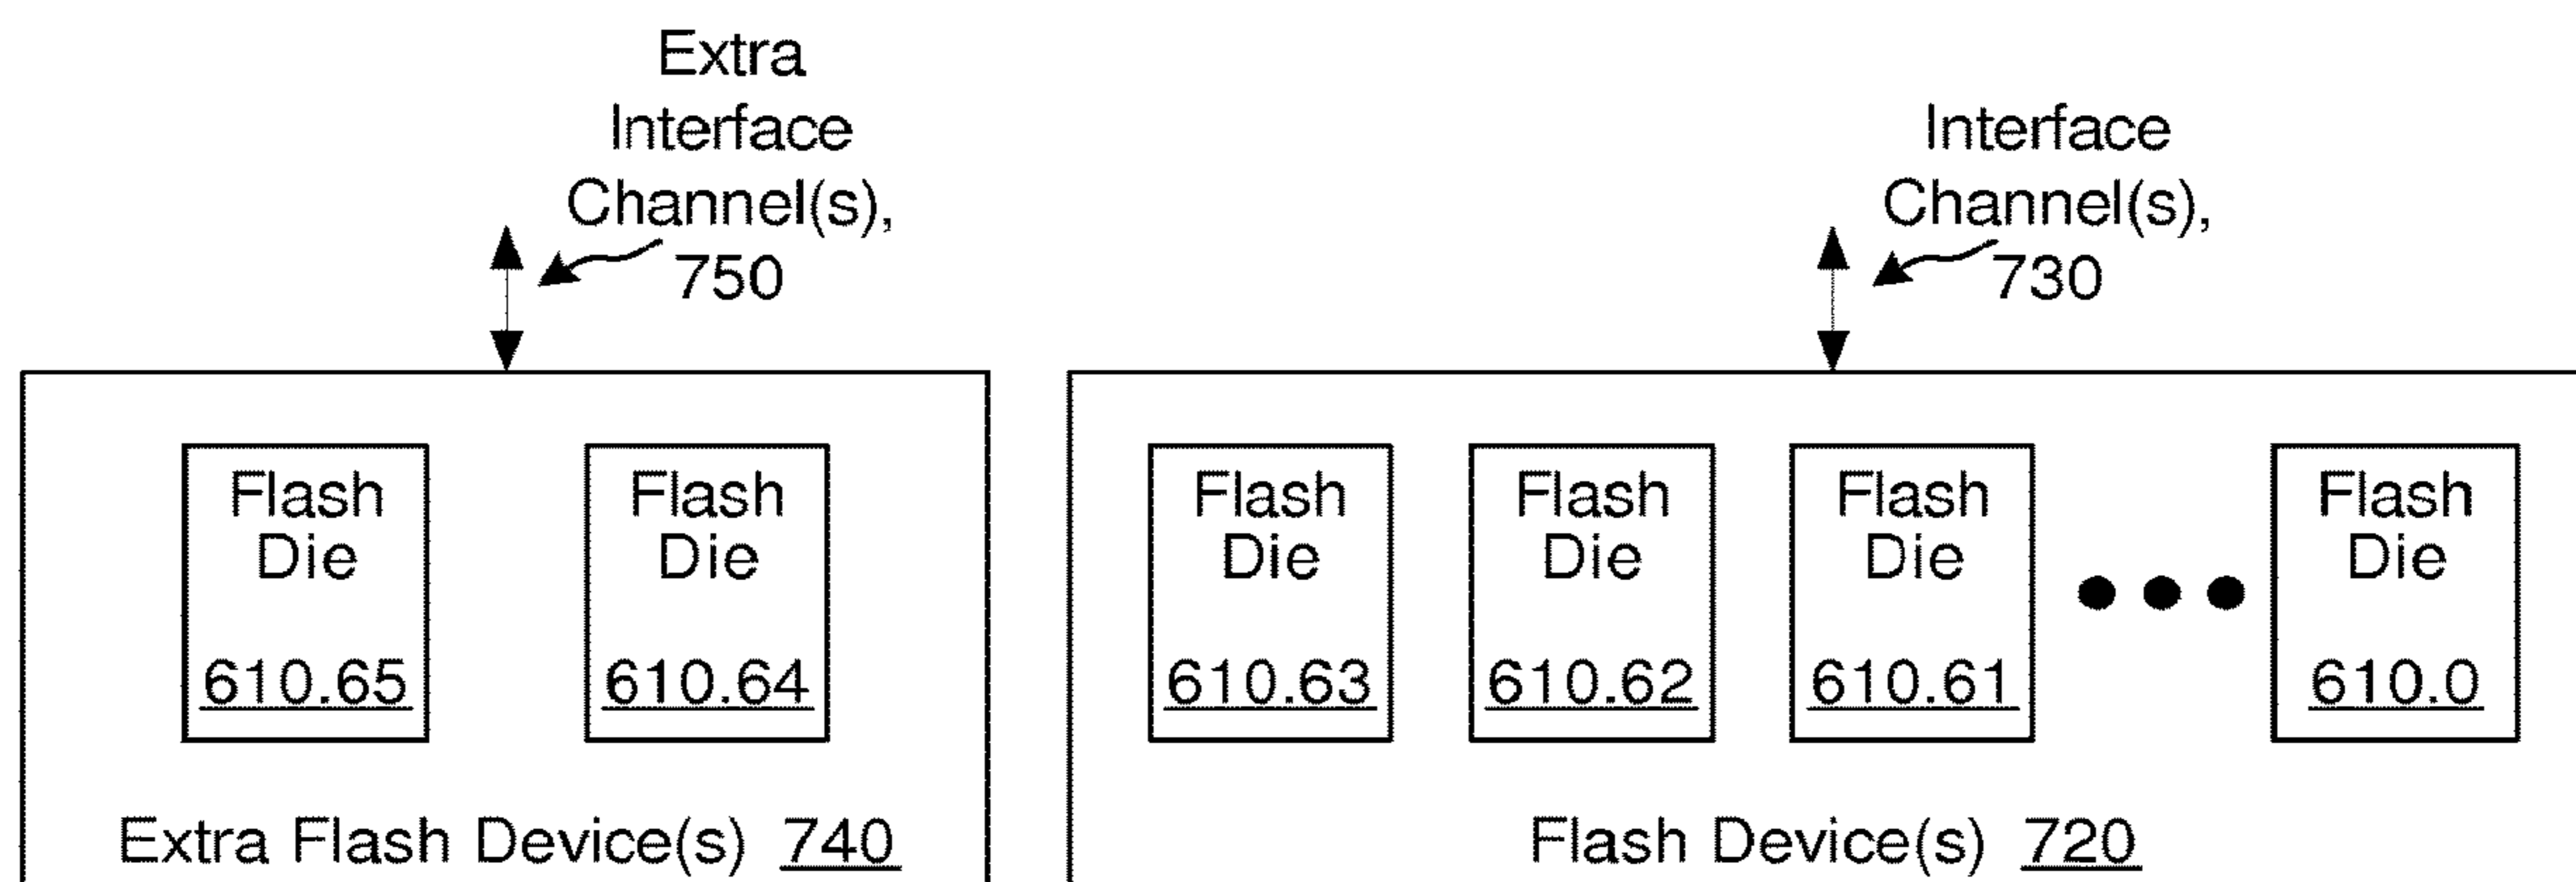 Extra
Interface
Channel(s),
750
Interface
Channel(s),
730
Flash
Die
610.65
Flash
Die
610.64
Extra Flash Device(s) 740
Flash
Die
610.63
Flash
Die
610.62
Flash
Die
610.61
Flash
Die
610.0
Flash Device(s) 720